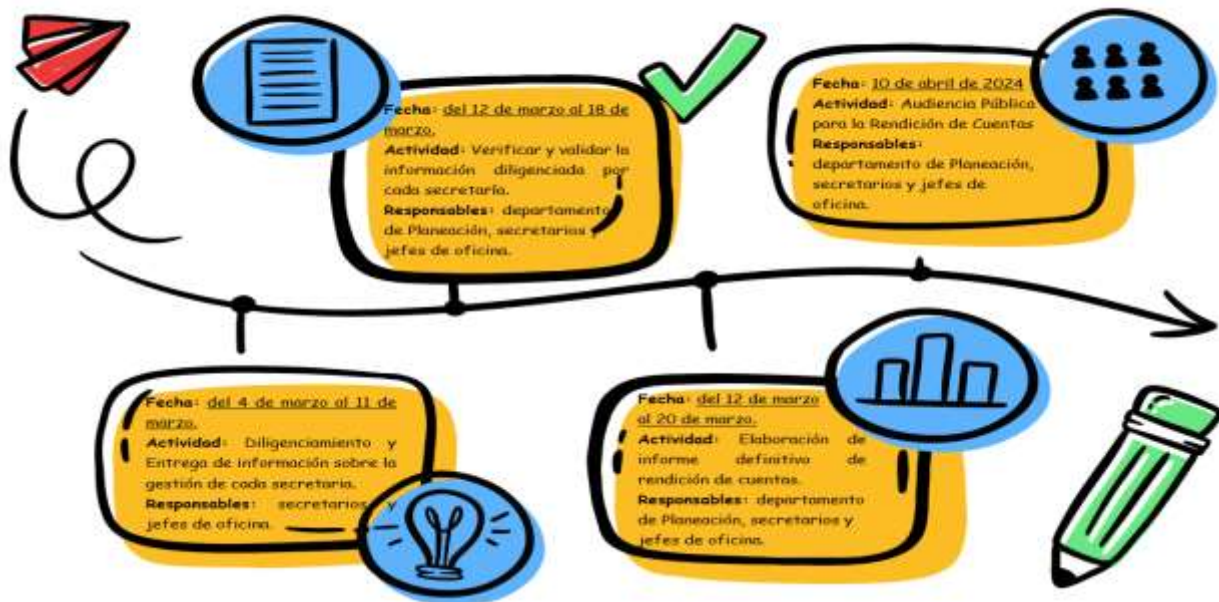 Fecha: del 12 de marzo al 18 de
marzo.
Actividad: Verificar y validar la
información diligenciada por
cada secretaría.
Responsables: departamento
de Planeación, secretarios y
jefes de oficina.
Fecha: 10 de abril de 2024
Actividad: Audiencia Pública
para la Rendición de Cuentas
Responsables:
departamento de Planeación,
secretarios y jefes de
oficina.
Fecha: del 4 de marzo al 11 de
marzo.
Actividad: Diligenciamiento y
Entrega de información sobre la
gestión de cada secretaria.
Responsables: secretarios y
jefes de oficina.
Fecha: del 12 de marzo
al 20 de marzo.
Actividad: Elaboración de
informe definitivo de
rendición de cuentas.
Responsables: departamento
de Planeación, secretarios y
jefes de oficina.